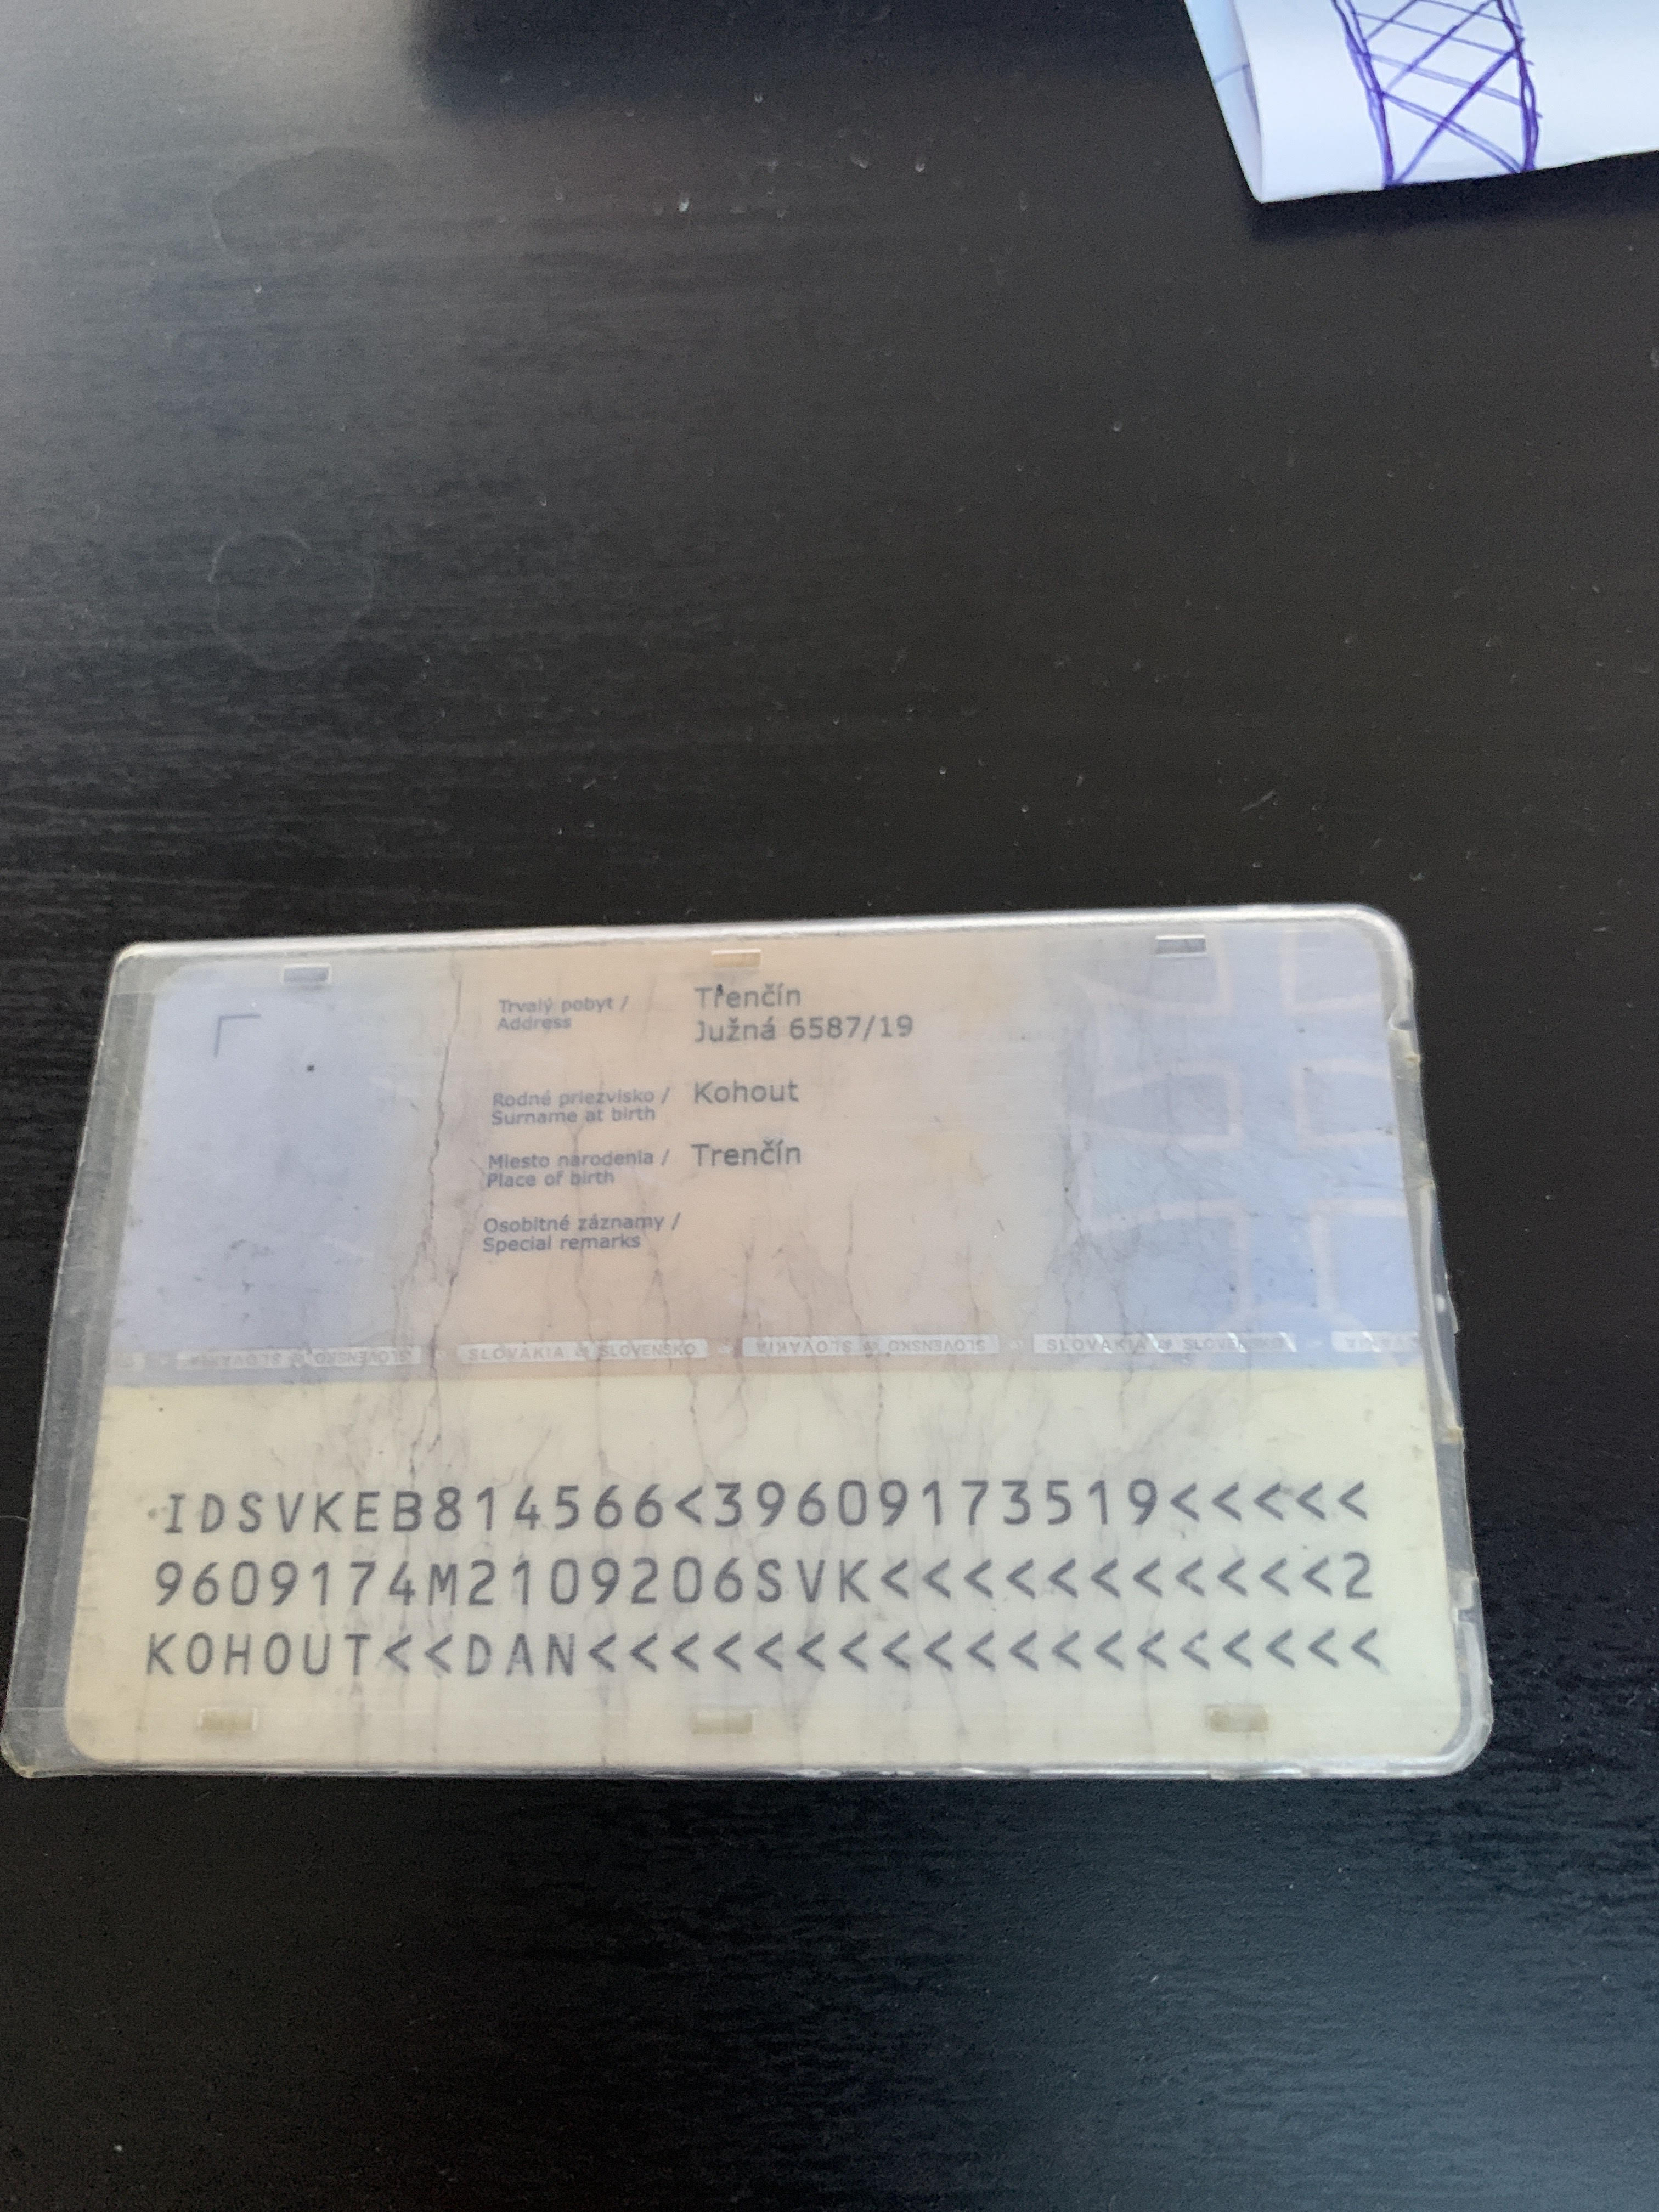 Trvalý pobyt /
Address
Trenčín
Južná 6587/19
Rodné priezvisko /
Surname at birth
Kohout
Miesto narodenia /
Place of birth
Trenčín
Osobitné záznamy /
Special remarks
SLOVENSKO SLOVAKIA SLOVAKIA SLOVENSKO SLOVENSKO SLOVAKIA SLOVAKIA SLOVENSKO
IDSVKEB814566<39609173519<<<<<
9609174M2109206SVK<<<<<<<<<<<2
KOHOUT<<DAN<<<<<<<<<<<<<<<<<<<